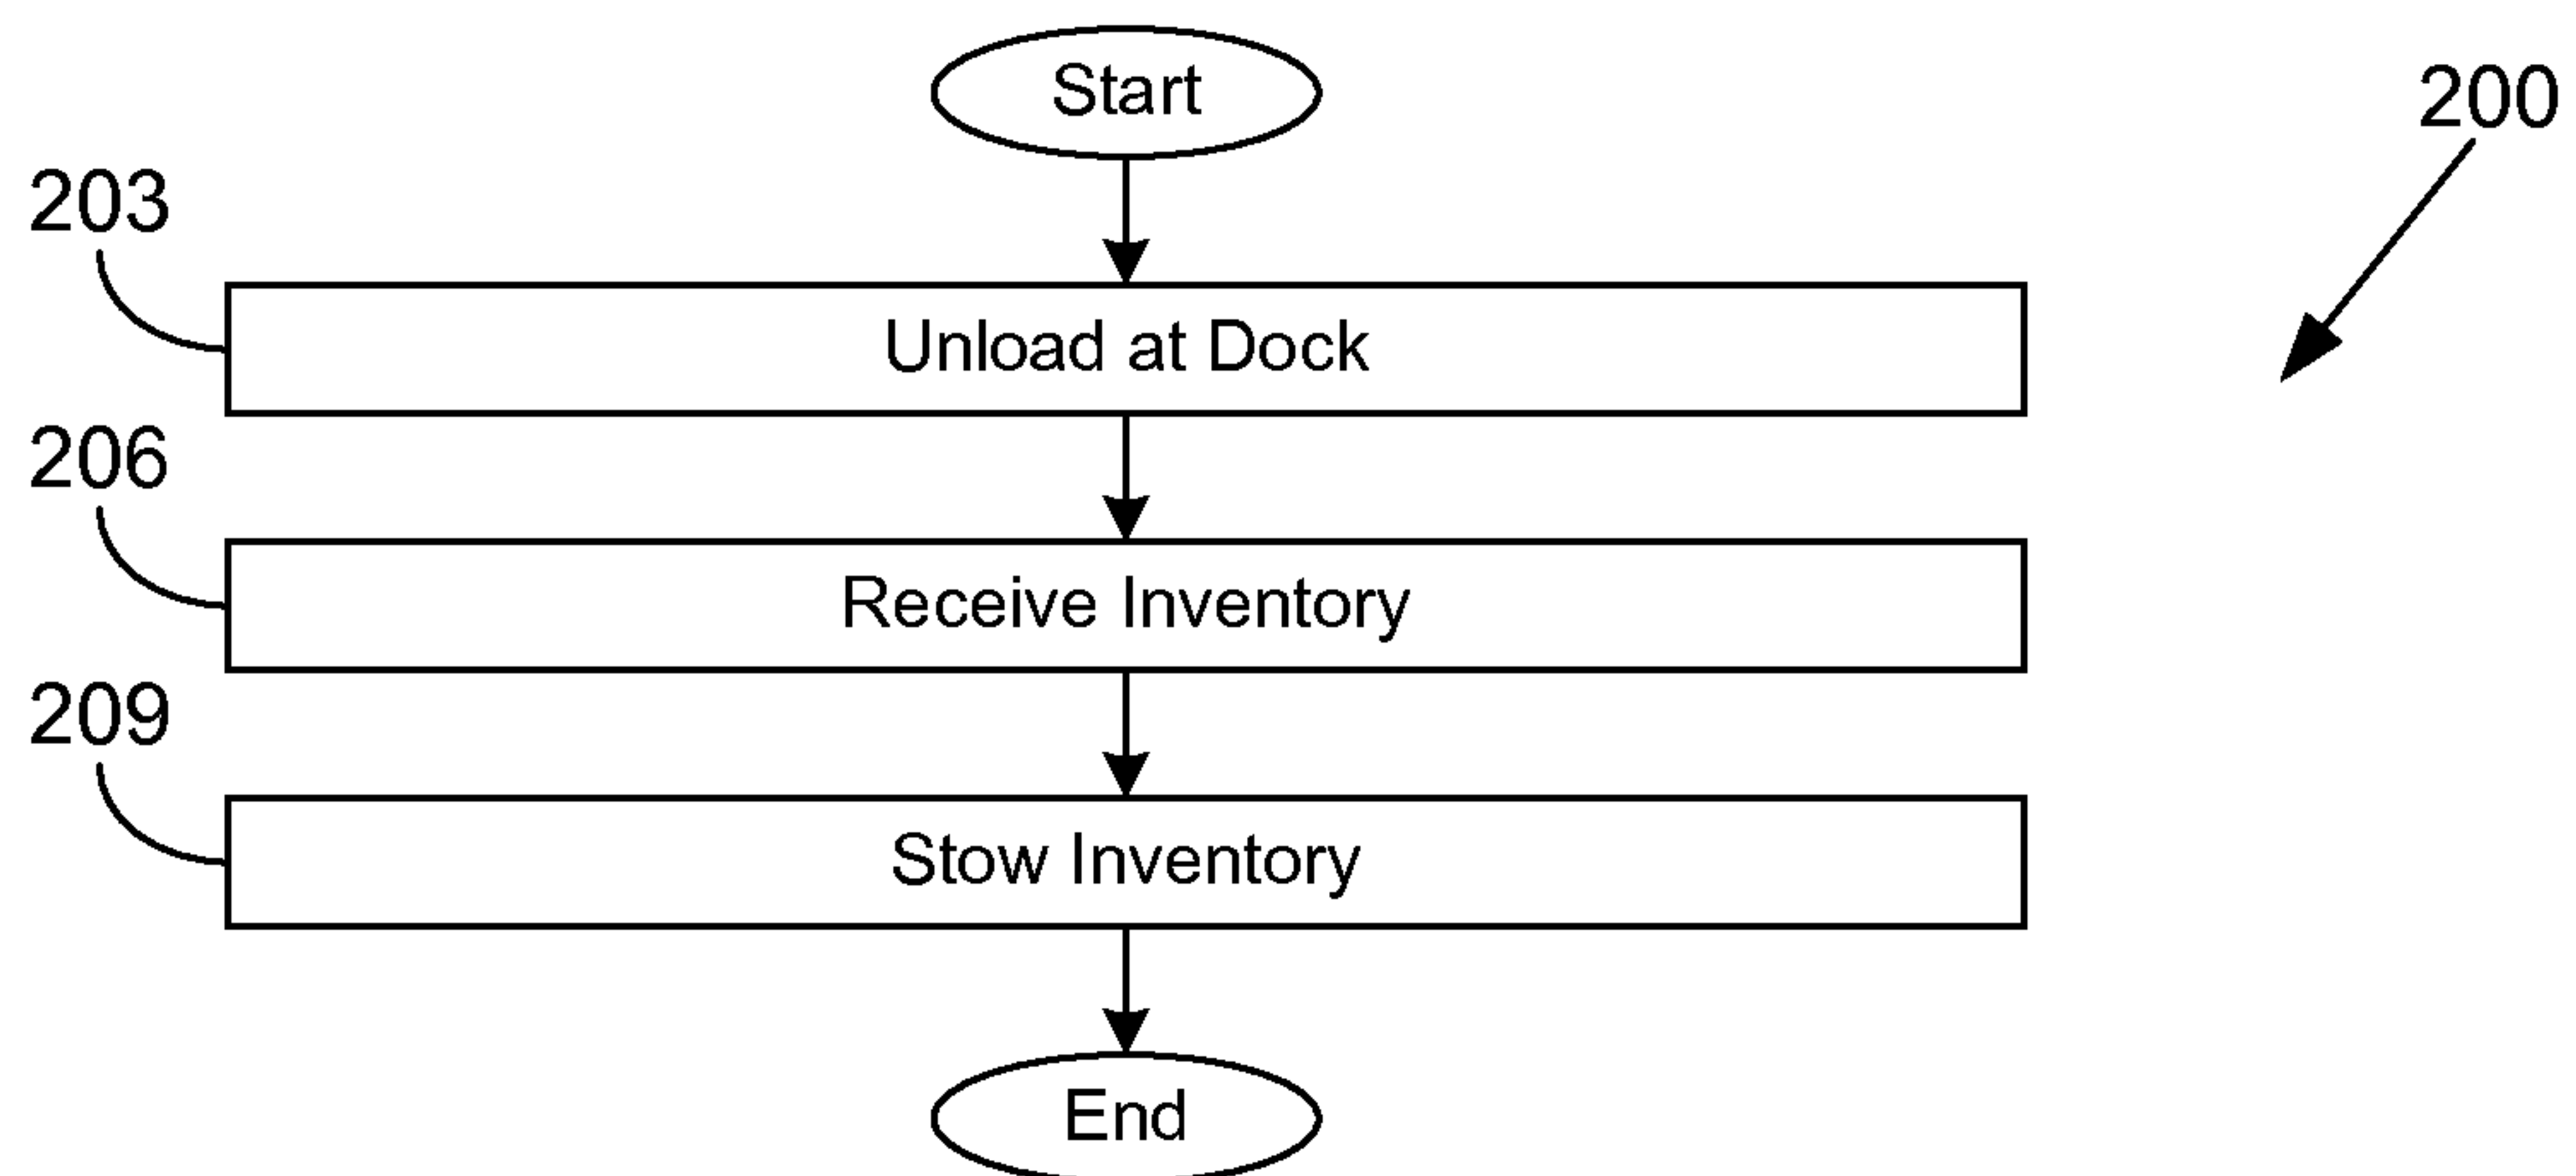 Start
200
203
Unload at Dock
206
Receive Inventory
209
Stow Inventory
End